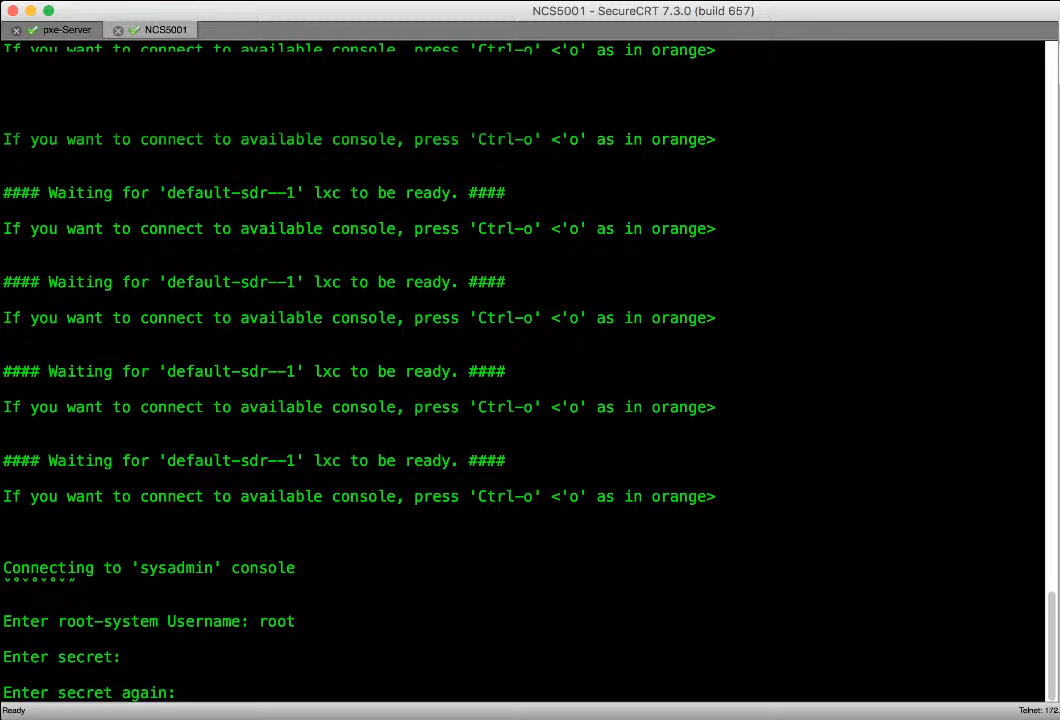 NCS5001 - SecureCRT 7.3.0 (build 657)
pxe-Server
NCS5001
If you want to connect to available console, press 'Ctrl-o' <'o' as in orange>
If you want to connect to available console, press 'Ctrl-o' <'o' as in orange>
#### Waiting for 'default-sdr--1' lxc to be ready. ####
If you want to connect to available console, press 'Ctrl-o' <'o' as in orange>
#### Waiting for 'default-sdr--1' lxc to be ready. ####
If you want to connect to available console, press 'Ctrl-o' <'o' as in orange>
#### Waiting for 'default-sdr--1' lxc to be ready. ####
If you want to connect to available console, press 'Ctrl-o' <'o' as in orange>
#### Waiting for 'default-sdr--1' lxc to be ready. ####
If you want to connect to available console, press 'Ctrl-o' <'o' as in orange>
Connecting to 'sysadmin' console
Enter root-system Username: root
Enter secret:
Enter secret again:
Ready
Telnet: 172